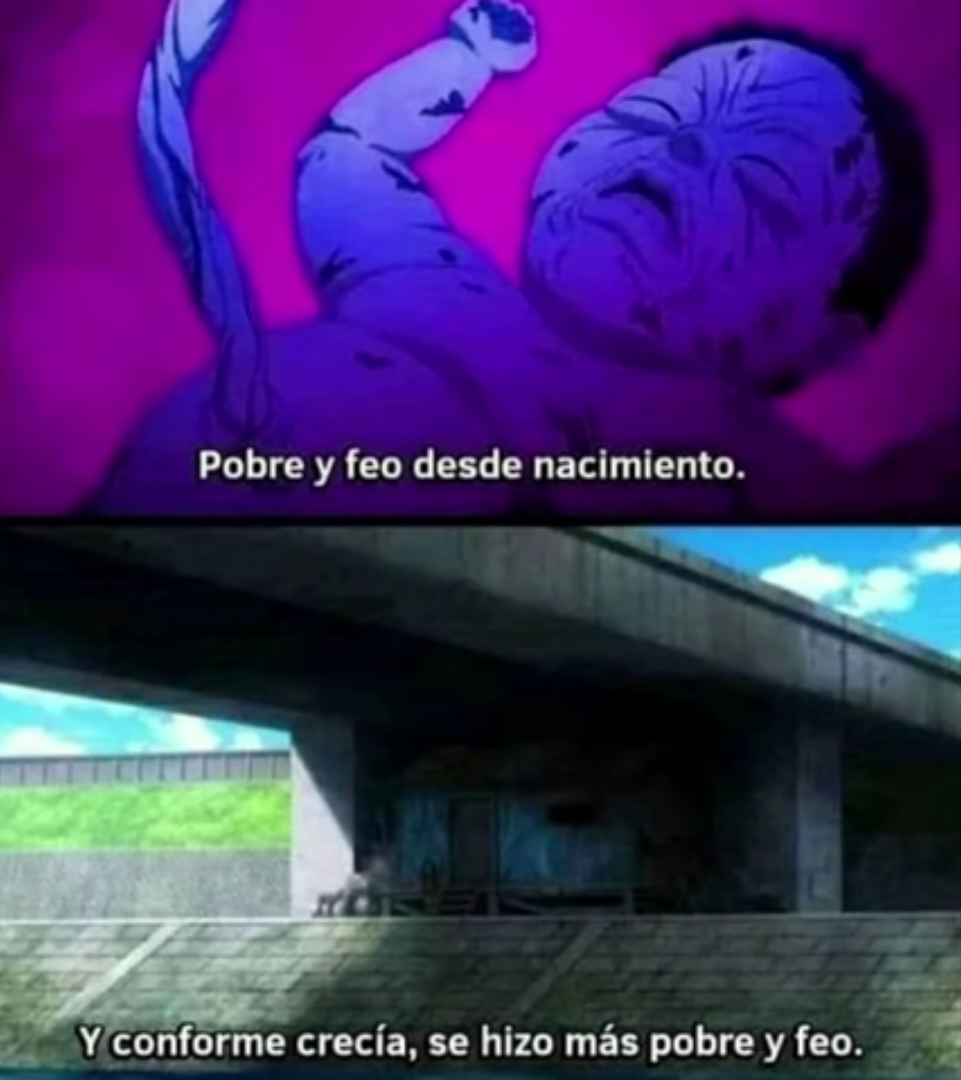 Pobre y feo desde nacimiento.
Y conforme crecía, se hizo más pobre y feo.